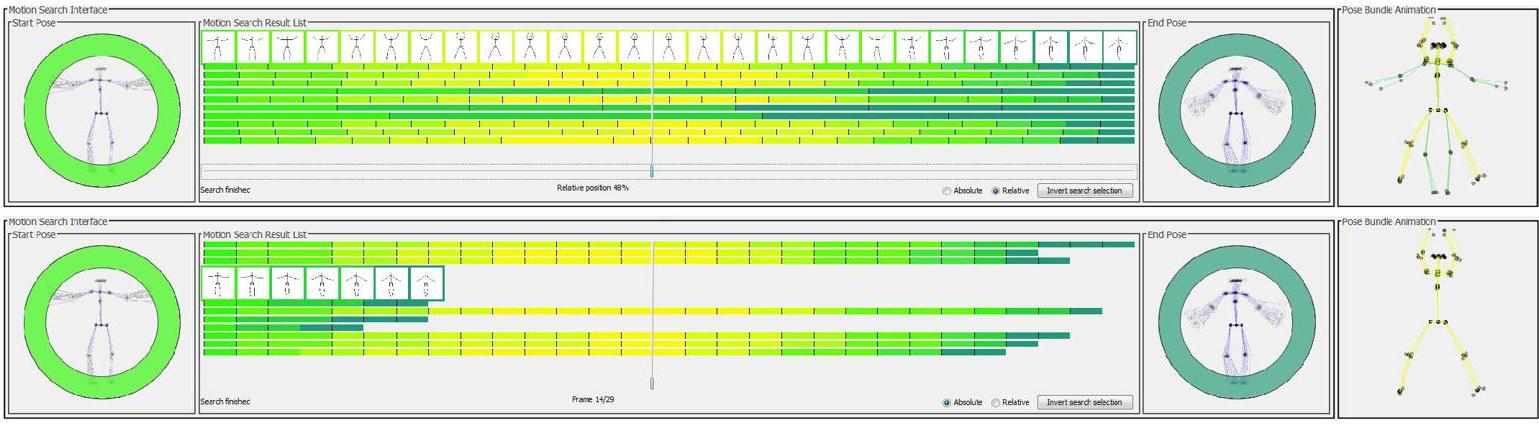 Motion Search Interface
Start Pose
Motion Search Result List
End Pose
Pose Bundle Animation
Search finished
Relative position 48%
Absolute
Relative
Invert search selection
Motion Search Interface
Start Pose
Motion Search Result List
End Pose
Pose Bundle Animation
Search finished
Frame 14/29
Absolute
Relative
Invert search selection